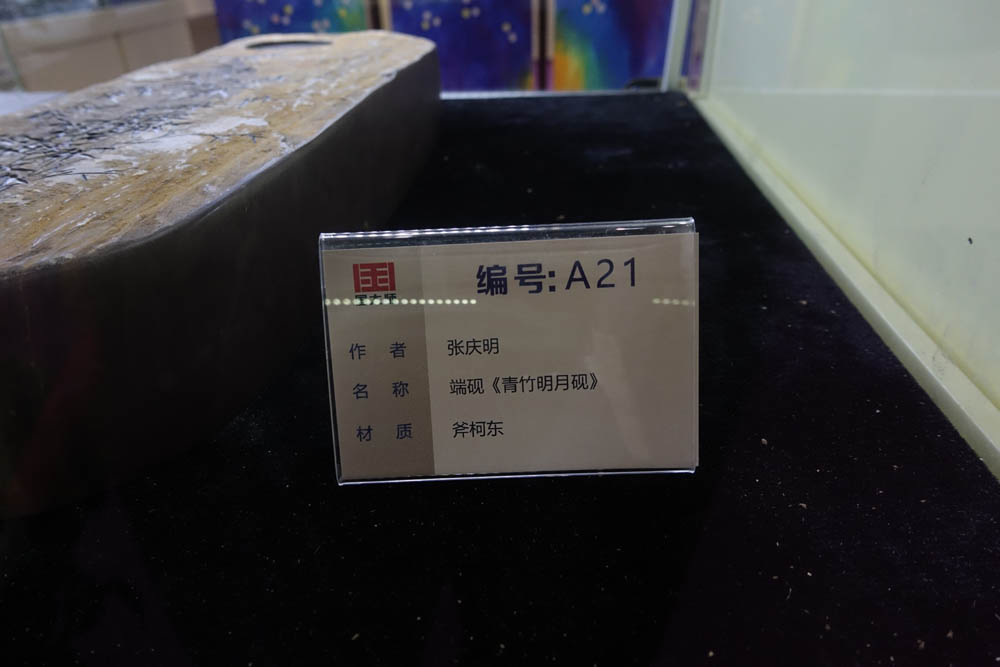 编号:A21
作 者 张庆明
名 称 端砚《青竹明月砚》
材 质 斧柯东